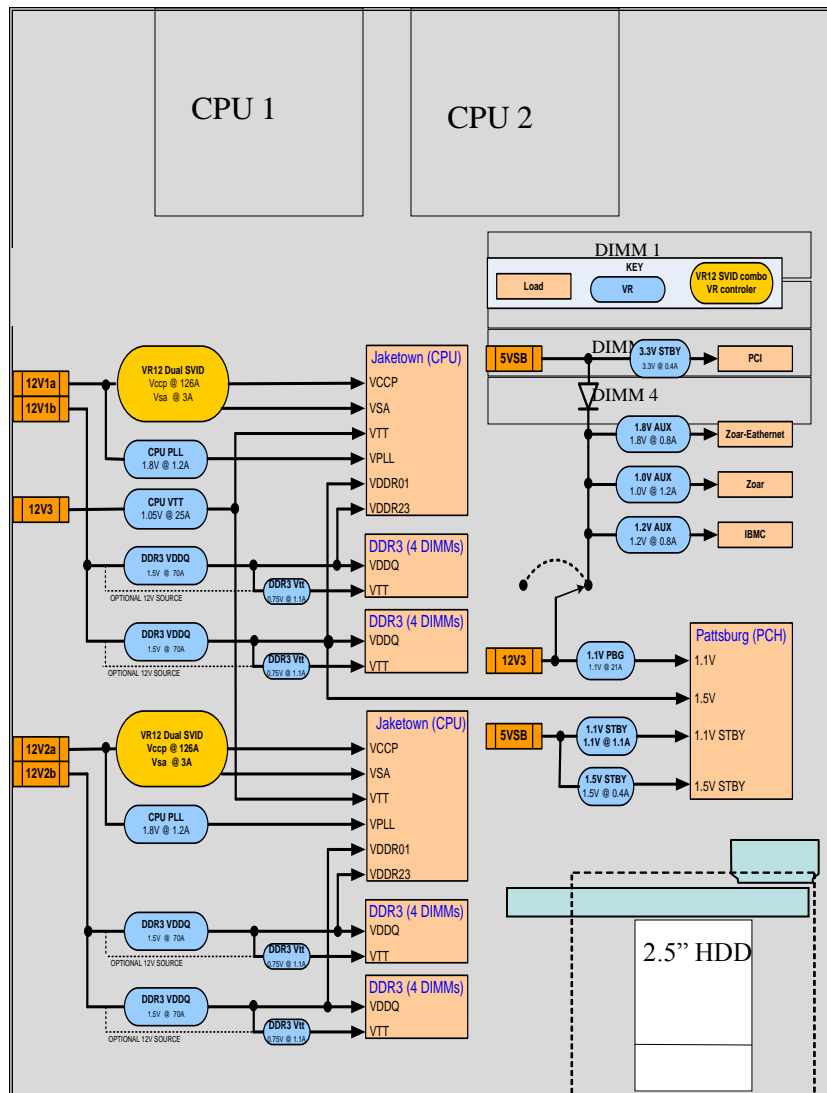 CPU 1
CPU 2
DIMM 1
KEY
Load
VR
VR12 SVID combo
VR controler
DIMM
DIMM 4
12V1a
12V1b
VR12 Dual SVID
Vccp @ 126A
Vsa @ 3A
CPU PLL
1.8V @ 1.2A
12V3
CPU VTT
1.05V @ 25A
DDR3 VDDQ
1.5V @ 70A
OPTIONAL 12V SOURCE
DDR3 Vtt
0.75V @ 1.1A
DDR3 VDDQ
1.5V @ 70A
OPTIONAL 12V SOURCE
DDR3 Vtt
0.75V @ 1.1A
Jaketown (CPU)
VCCP
VSA
VTT
VPLL
VDDR01
VDDR23
DDR3 (4 DIMMs)
VDDQ
VTT
DDR3 (4 DIMMs)
VDDQ
VTT
5VSB
3.3V STBY
3.3V @ 0.4A
PCI
1.8V AUX
1.8V @ 0.8A
Zoar-Eathernet
1.0V AUX
1.0V @ 1.2A
Zoar
1.2V AUX
1.2V @ 0.8A
IBMC
12V3
1.1V PBG
1.1V @ 21A
5VSB
1.1V STBY
1.1V @ 1.1A
1.5V STBY
1.5V @ 0.4A
Pattsburg (PCH)
1.1V
1.5V
1.1V STBY
1.5V STBY
12V2a
12V2b
VR12 Dual SVID
Vccp @ 126A
Vsa @ 3A
CPU PLL
1.8V @ 1.2A
DDR3 VDDQ
1.5V @ 70A
OPTIONAL 12V SOURCE
DDR3 Vtt
0.75V @ 1.1A
DDR3 VDDQ
1.5V @ 70A
OPTIONAL 12V SOURCE
DDR3 Vtt
0.75V @ 1.1A
Jaketown (CPU)
VCCP
VSA
VTT
VPLL
VDDR01
VDDR23
DDR3 (4 DIMMs)
VDDQ
VTT
DDR3 (4 DIMMs)
VDDQ
VTT
2.5” HDD